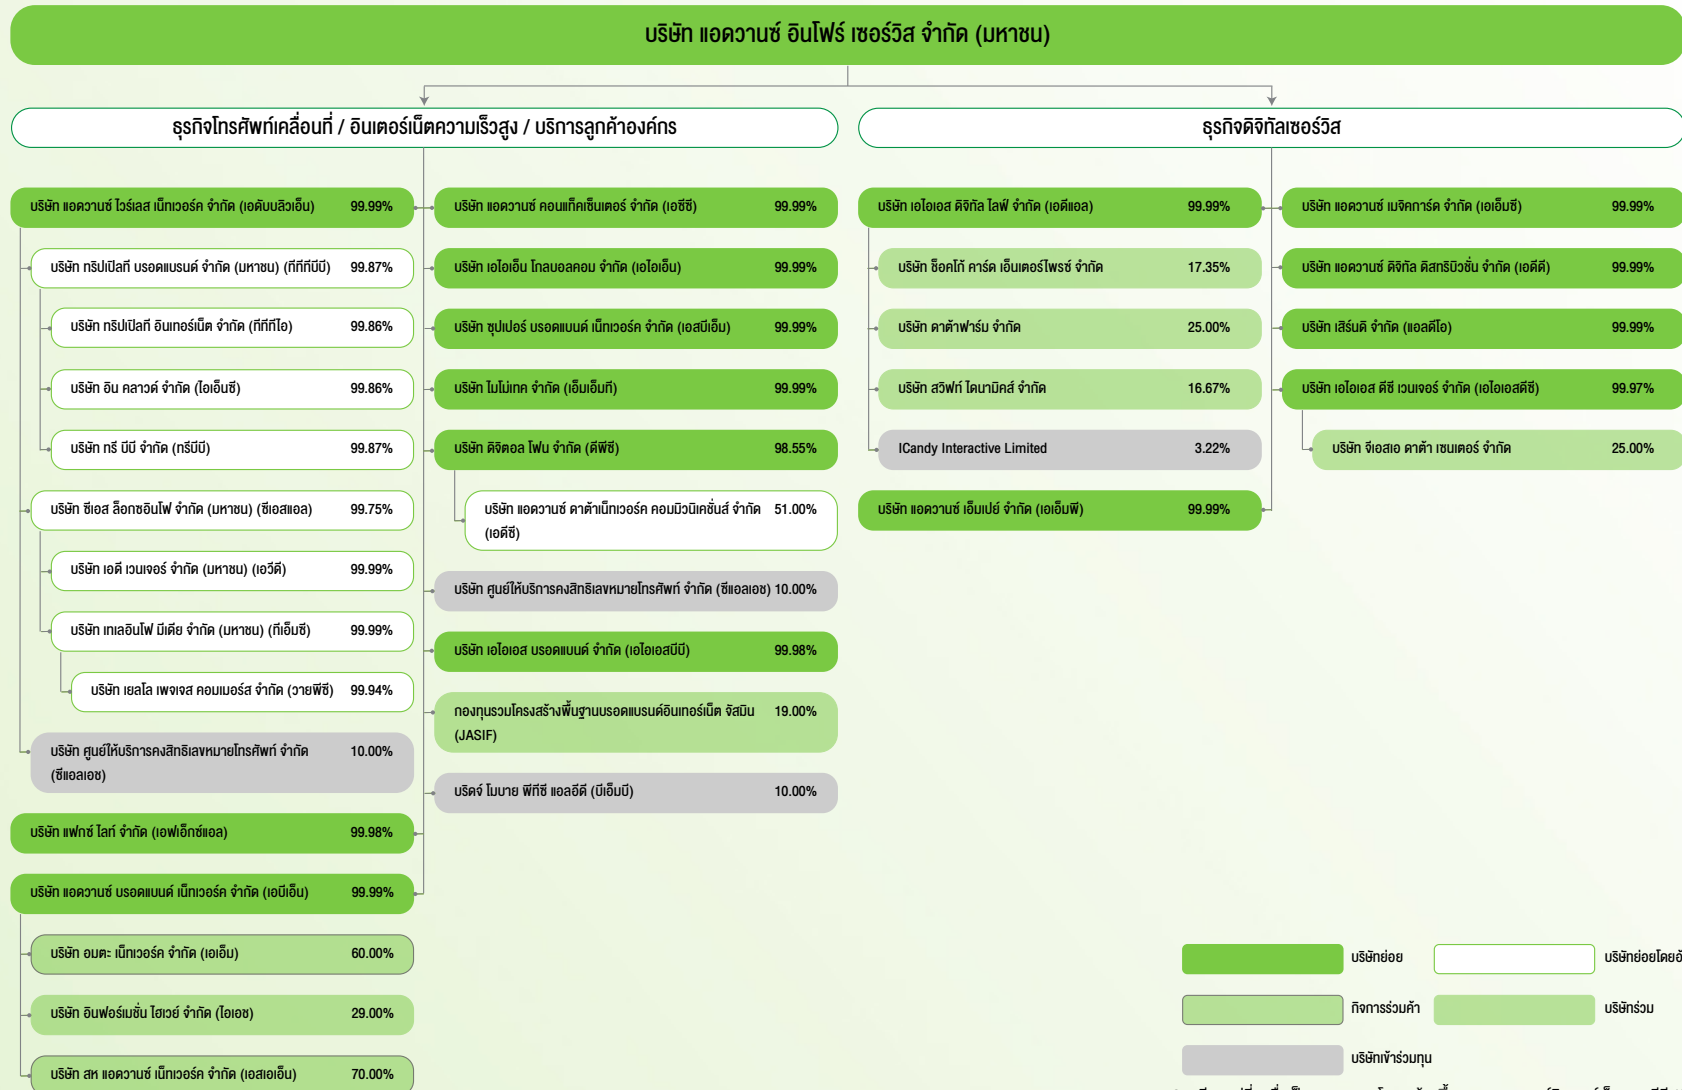 บริษัท แอดวานซ์ อินโฟร์ เซอร์วิส จำกัด (มหาชน)
ธุรกิจโทรศัพท์เคลื่อนที่ / อินเตอร์เน็ตความเร็วสูง / บริการลูกค้าองค์กร
บริษัท แอดวานซ์ ไวร์เลส เน็ทเวอร์ค จำกัด (เอดับบลิวเอ็น) 99.99%
บริษัท ทริปเปิลที บรอดแบรนด์ จำกัด (มหาชน) (ทีทีทีบีบี) 99.87%
บริษัท ทริปเปิลที อินเทอร์เน็ต จำกัด (ทีทีทีไอ) 99.86%
บริษัท อิน คลาวด์ จำกัด (ไอเอ็นซี) 99.86%
บริษัท ทรี บีบี จำกัด (ทรีบีบี) 99.87%
บริษัท ซีเอส ล็อกซอินโฟ จำกัด (มหาชน) (ซีเอสแอล) 99.75%
บริษัท เอดี เวนเจอร์ จำกัด (มหาชน) (เอวีดี) 99.99%
บริษัท เทเลอินโฟ มีเดีย จำกัด (มหาชน) (ทีเอ็มซี) 99.99%
บริษัท เยลโล เพจเจส คอมเมอร์ส จำกัด (วายพีซี) 99.94%
บริษัท ศูนย์ให้บริการคงสิทธิเลขหมายโทรศัพท์ จำกัด 10.00%
(ซีแอลเอช)
บริษัท แฟกซ์ ไลท์ จำกัด (เอฟเอ็กซ์แอล) 99.98%
บริษัท แอดวานซ์ บรอดแบนด์ เน็ทเวอร์ค จำกัด (เอบีเอ็น) 99.99%
บริษัท อมตะ เน็ทเวอร์ค จำกัด (เอเอ็ม) 60.00%
บริษัท อินฟอร์เมชั่น ไฮเวย์ จำกัด (ไอเอช) 29.00%
บริษัท สห แอดวานซ์ เน็ทเวอร์ค จำกัด (เอสเอเอ็น) 70.00%
บริษัท แอดวานซ์ คอนแท็คเซ็นเตอร์ จำกัด (เอซีซี) 99.99%
บริษัท เอไอเอ็น โกลบอลคอม จำกัด (เอไอเอ็น) 99.99%
บริษัท ซุปเปอร์ บรอดแบนด์ เน็ทเวอร์ค จำกัด (เอสบีเอ็น) 99.99%
บริษัท ไมโม่เทค จำกัด (เอ็มเอ็มที) 99.99%
บริษัท ดิจิตอล โฟน จำกัด (ดีพีซี) 98.55%
บริษัท แอดวานซ์ ดาต้าเน็ทเวอร์ค คอมมิวนิเคชั่นส์ จำกัด 51.00%
(เอดีซี)
บริษัท ศูนย์ให้บริการคงสิทธิเลขหมายโทรศัพท์ จำกัด (ซีแอลเอช) 10.00%
บริษัท เอไอเอส บรอดแบนด์ จำกัด (เอไอเอสบีบี) 99.98%
กองทุนรวมโครงสร้างพื้นฐานบรอดแบรนด์อินเทอร์เน็ต จัสมิน 19.00%
(JASIF)
บริดจ์ โมบาย พีทีซี แอลอีดี (บีเอ็มบี) 10.00%
ธุรกิจดิจิทัลเซอร์วิส
บริษัท เอไอเอส ดิจิทัล ไลฟ์ จำกัด (เอดีแอล) 99.99%
บริษัท ช็อคโก้ คาร์ด เอ็นเตอร์ไพรซ์ จำกัด 17.35%
บริษัท ดาต้าฟาร์ม จำกัด 25.00%
บริษัท สวิฟท์ ไดนามิคส์ จำกัด 16.67%
ICandy Interactive Limited 3.22%
บริษัท แอดวานซ์ เอ็มเปย์ จำกัด (เอเอ็มพี) 99.99%
บริษัท แอดวานซ์ เมจิคการ์ด จำกัด (เอเอ็มซี) 99.99%
บริษัท แอดวานซ์ ดิจิทัล ดิสทริบิวชั่น จำกัด (เอดีดี) 99.99%
บริษัท เลิร์นดิ จำกัด (แอลดีไอ) 99.99%
บริษัท เอไอเอส ดีซี เวนเจอร์ จำกัด (เอไอเอสดีซี) 99.97%
บริษัท จีเอสเอ ดาต้า เซนเตอร์ จำกัด 25.00%
บริษัทย่อย
บริษัทย่อยโดยอ้
กิจการร่วมค้า
บริษัทร่วม
บริษัทเข้าร่วมทุน